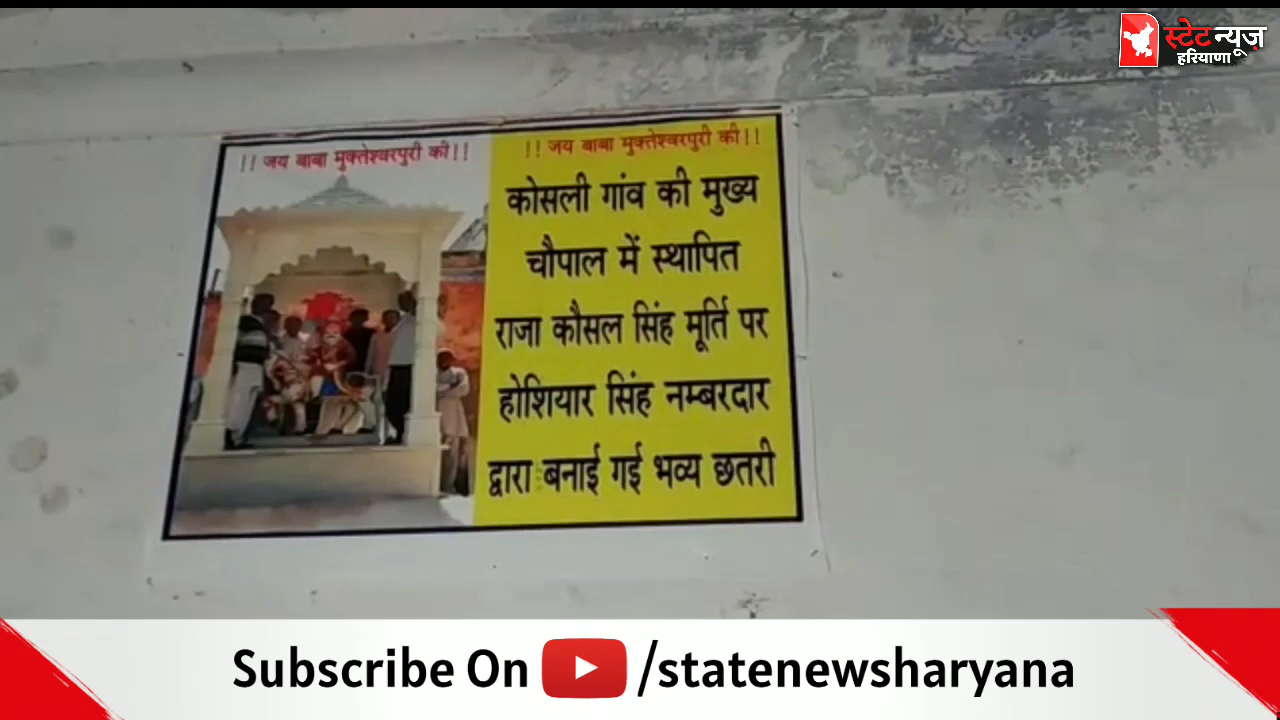 स्टेट न्यूज़
हरियाणा
!! जय बाबा मुक्तेश्वरपुरी की!!
!! जय बाबा मुक्तेश्वरपुरी की!!
कोसली गांव की मुख्य
चौपाल में स्थापित
राजा कौसल सिंह मूर्ति पर
होशियार सिंह नम्बरदार
द्वारा बनाई गई भव्य छतरी
Subscribe On /statenewsharyana